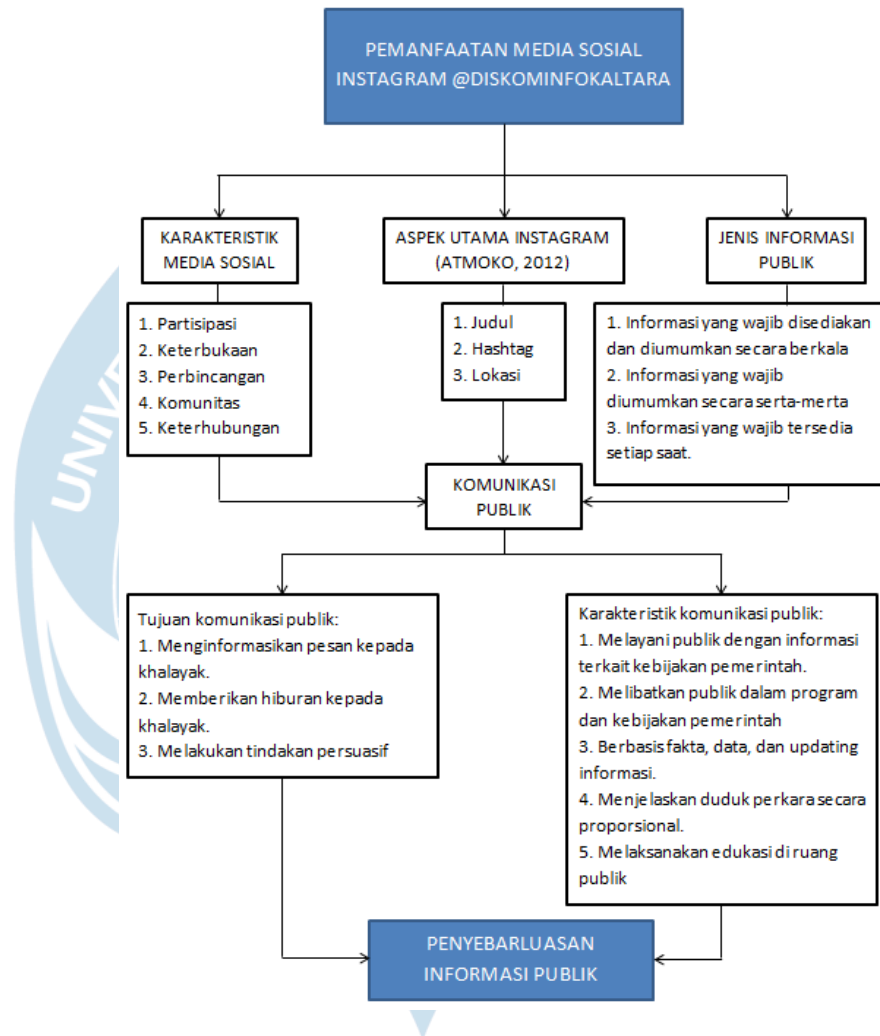 PEMANFAATAN MEDIA SOSIAL
INSTAGRAM @DISKOMINFOKALTARA
KARAKTERISTIK
MEDIA SOSIAL
ASPEK UTAMA INSTAGRAM
(ATMOKO, 2012)
JENIS INFORMASI
PUBLIK
1. Partisipasi
2. Keterbukaan
3. Perbincangan
4. Komunitas
5. Keterhubungan
1. Judul
2. Hashtag
3. Lokasi
1. Informasi yang wajib disediakan
dan diumumkan secara berkala
2. Informasi yang wajib
diumumkan secara serta-merta
3. Informasi yang wajib tersedia
setiap saat.
UNIVE
KOMUNIKASI
PUBLIK
Tujuan komunikasi publik:
1. Menginformasikan pesan kepada
khalayak.
2. Memberikan hiburan kepada
khalayak.
3. Melakukan tindakan persuasif
Karakteristik komunikasi publik:
1. Melayani publik dengan informasi
terkait kebijakan pemerintah.
2. Melibatkan publik dalam program
dan kebijakan pemerintah
3. Berbasis fakta, data, dan updating
informasi.
4. Menjelaskan duduk perkara secara
proporsional.
5. Melaksanakan edukasi di ruang
publik
PENYEBARLUASAN
INFORMASI PUBLIK